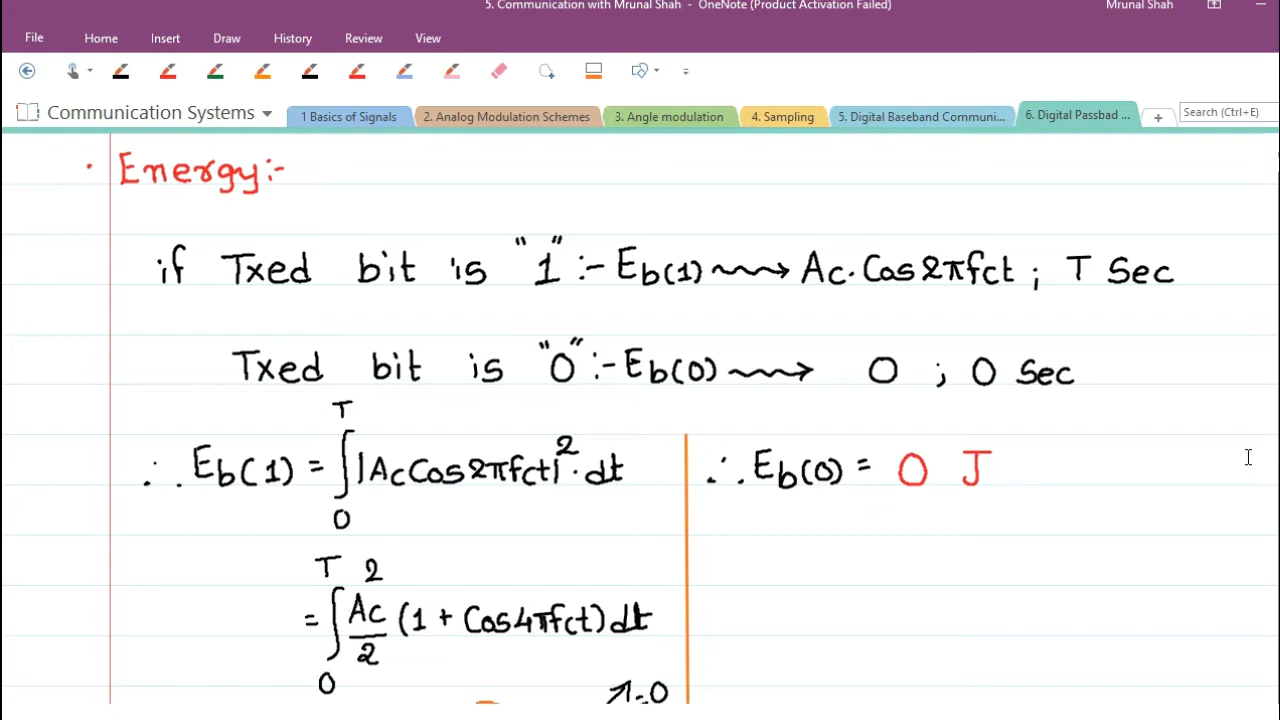 5. Communication with Mrunal Shah - OneNote (Product Activation Failed)
Mrunal Shah
File Home Insert Draw History Review View
Communication Systems
1 Basics of Signals
2. Analog Modulation Schemes
3. Angle modulation
4. Sampling
5. Digital Baseband Communi...
6. Digital Passbad ...
Search (Ctrl+E)
· Energy:-
if Txed bit is "1" :- Eb(1) ⟿ Ac·Cos2πfct ; T Sec
Txed bit is "0" :- Eb(0) ⟿ 0 ; 0 Sec
∴ Eb(1) = ∫₀ᵀ |AcCos2πfct|²·dt
∴ Eb(0) = 0 J
= ∫₀ᵀ Ac²/2 (1 + Cos4πfct) dt
↗=0